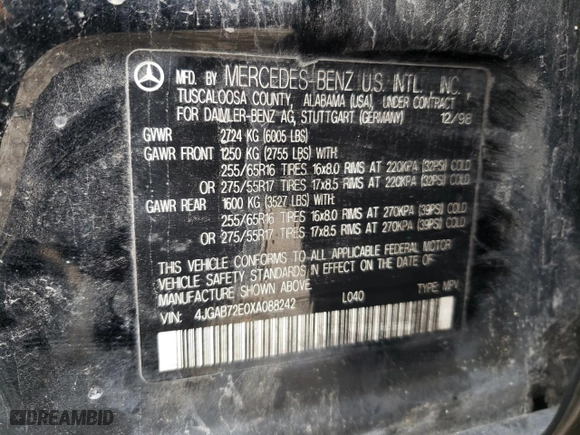 MFD. BY MERCEDES-BENZ U.S. INTL., INC.
TUSCALOOSA COUNTY, ALABAMA (USA), UNDER CONTRACT
FOR DAIMLER-BENZ AG, STUTTGART (GERMANY) 12/98
GVWR 2724 KG (6005 LBS)
GAWR FRONT 1250 KG (2755 LBS) WITH:
255/65R16 TIRES 16x8.0 RIMS AT 220KPA (32PSI) COLD
OR 275/55R17 TIRES 17x8.5 RIMS AT 220KPA (32PSI) COLD
GAWR REAR 1600 KG (3527 LBS) WITH:
255/65R16 TIRES 16x8.0 RIMS AT 270KPA (39PSI) COLD
OR 275/55R17 TIRES 17x8.5 RIMS AT 270KPA (39PSI) COLD
THIS VEHICLE CONFORMS TO ALL APPLICABLE FEDERAL MOTOR
VEHICLE SAFETY STANDARDS IN EFFECT ON THE DATE OF
MANUFACTURE SHOWN ABOVE.
VIN: 4JGAB72E0XA088242 L040 TYPE: MPV
DREAMBID